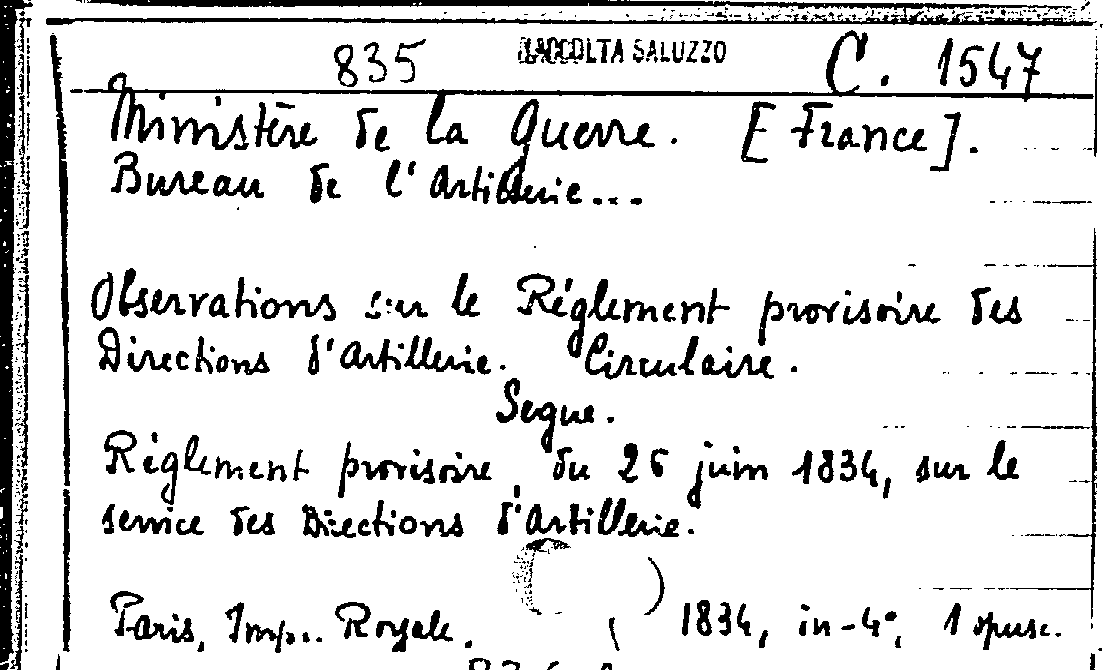 835 RACCOLTA SALUZZO C. 1547
Ministère de la Guerre. [France].
Bureau de l'Artillerie...
Observations sur le Règlement provisoire des
Directions d'Artillerie. Circulaire.
Segue.
Règlement provisoire, du 26 juin 1834, sur le
service des Directions d'Artillerie.
Paris, Imp. Royale. 1834, in-4°, 1 opusc.